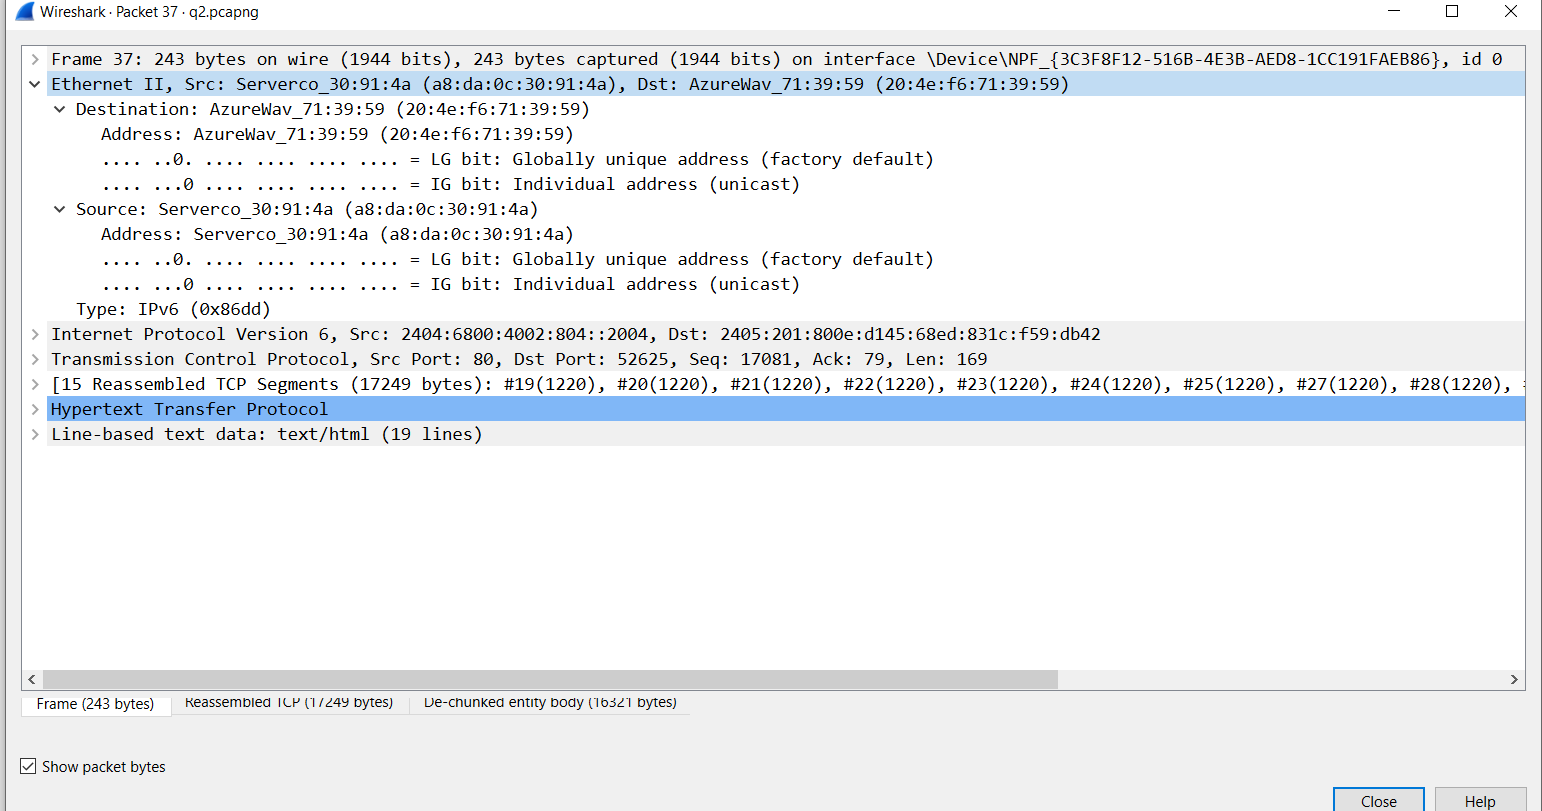 Wireshark · Packet 37 · q2.pcapng
Frame 37: 243 bytes on wire (1944 bits), 243 bytes captured (1944 bits) on interface \Device\NPF_{3C3F8F12-516B-4E3B-AED8-1CC191FAEB86}, id 0
Ethernet II, Src: Serverco_30:91:4a (a8:da:0c:30:91:4a), Dst: AzureWav_71:39:59 (20:4e:f6:71:39:59)
Destination: AzureWav_71:39:59 (20:4e:f6:71:39:59)
Address: AzureWav_71:39:59 (20:4e:f6:71:39:59)
.... ..0. .... .... .... .... = LG bit: Globally unique address (factory default)
.... ...0 .... .... .... .... = IG bit: Individual address (unicast)
Source: Serverco_30:91:4a (a8:da:0c:30:91:4a)
Address: Serverco_30:91:4a (a8:da:0c:30:91:4a)
.... ..0. .... .... .... .... = LG bit: Globally unique address (factory default)
.... ...0 .... .... .... .... = IG bit: Individual address (unicast)
Type: IPv6 (0x86dd)
Internet Protocol Version 6, Src: 2404:6800:4002:804::2004, Dst: 2405:201:800e:d145:68ed:831c:f59:db42
Transmission Control Protocol, Src Port: 80, Dst Port: 52625, Seq: 17081, Ack: 79, Len: 169
[15 Reassembled TCP Segments (17249 bytes): #19(1220), #20(1220), #21(1220), #22(1220), #23(1220), #24(1220), #25(1220), #27(1220), #28(1220),
Hypertext Transfer Protocol
Line-based text data: text/html (19 lines)
Frame (243 bytes) Reassembled TCP (17249 bytes) De-chunked entity body (16321 bytes)
Show packet bytes
Close Help